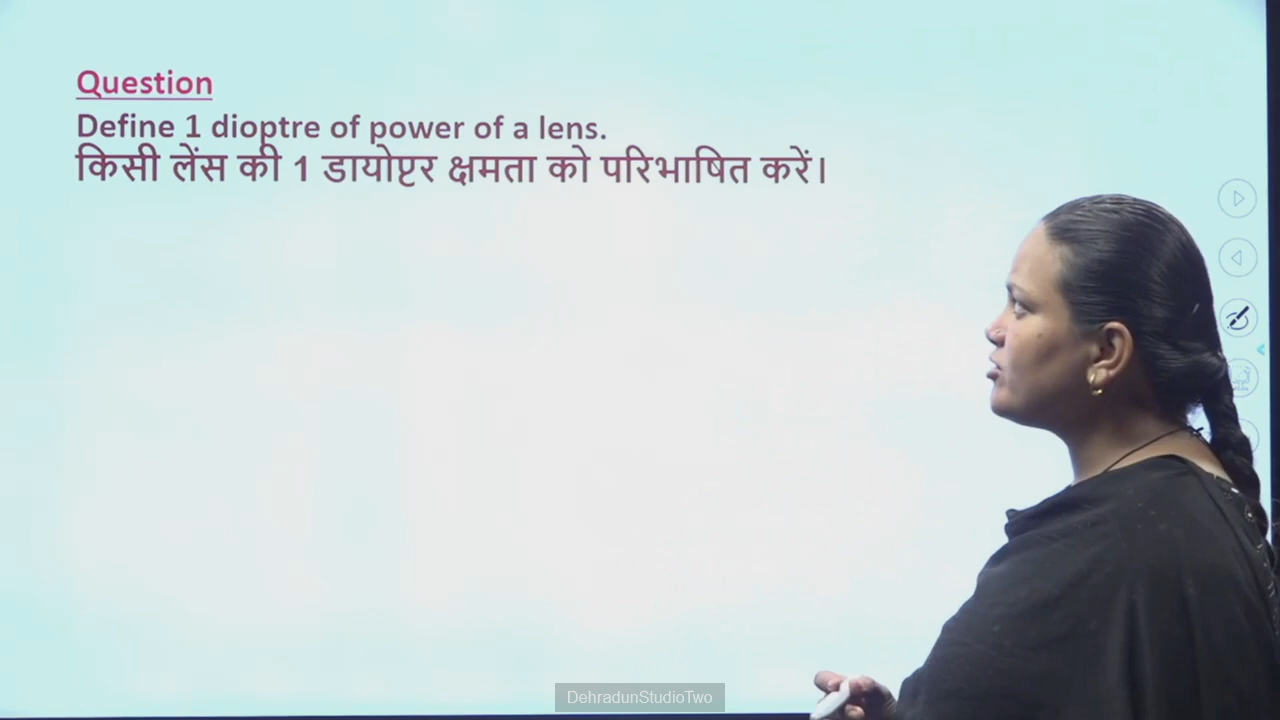 Question
Define 1 dioptre of power of a lens.
किसी लेंस की 1 डायोप्टर क्षमता को परिभाषित करें।
DehradunStudioTwo